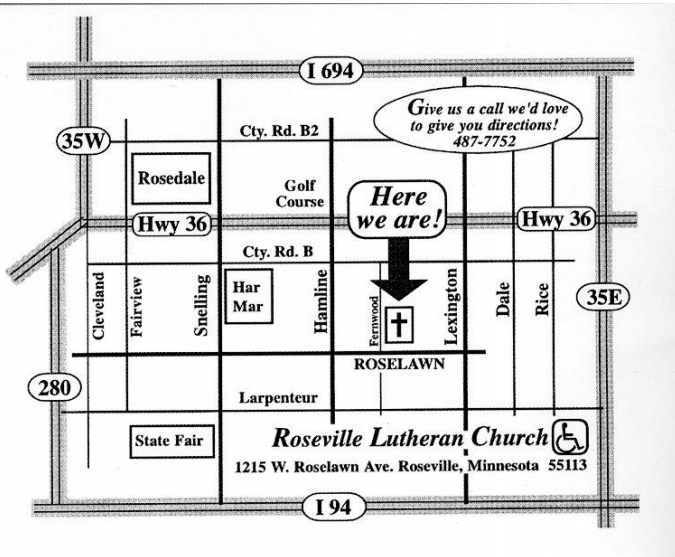 I 694
Give us a call we'd love
to give you directions!
487-7752
35W
Cty. Rd. B2
Rosedale
Golf
Course
Here
we are!
Hwy 36
Hwy 36
Cty. Rd. B
Cleveland
Fairview
Snelling
Har
Mar
Hamline
Fernwood
Lexington
Dale
Rice
35E
ROSELAWN
280
Larpenteur
State Fair
Roseville Lutheran Church
1215 W. Roselawn Ave. Roseville, Minnesota 55113
I 94